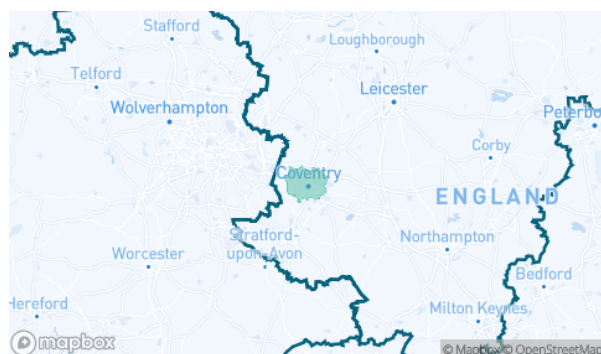 Stafford
Loughborough
Telford
Leicester
Wolverhampton
Peterbo
Corby
Coventry
ENGLAND
Stratford-
upon-Avon
Worcester
Northampton
Bedford
Hereford
Milton Keynes
mapbox
© Mapbox © OpenStreetMap